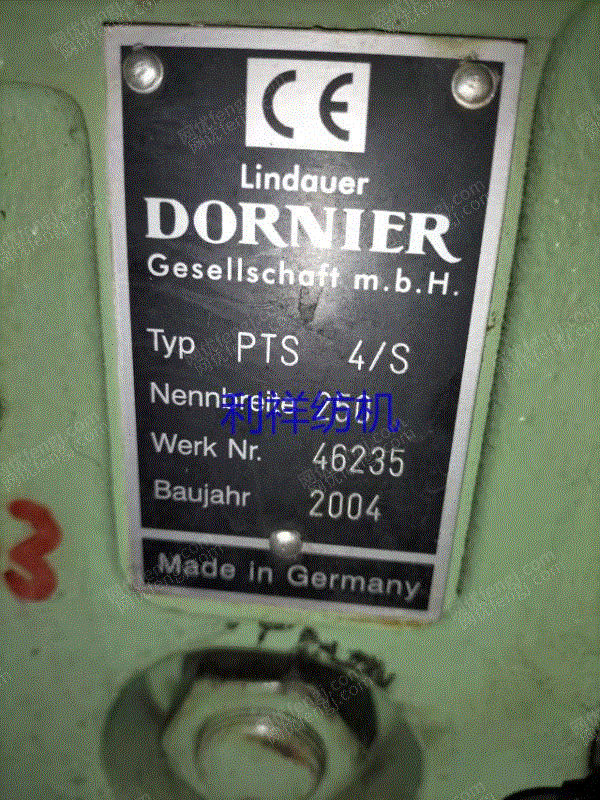 CE
Lindauer
DORNIER
Gesellschaft m.b.H.
Typ PTS 4/S
Nennbreite
利祥纺机
Werk Nr. 46235
Baujahr 2004
Made in Germany
3